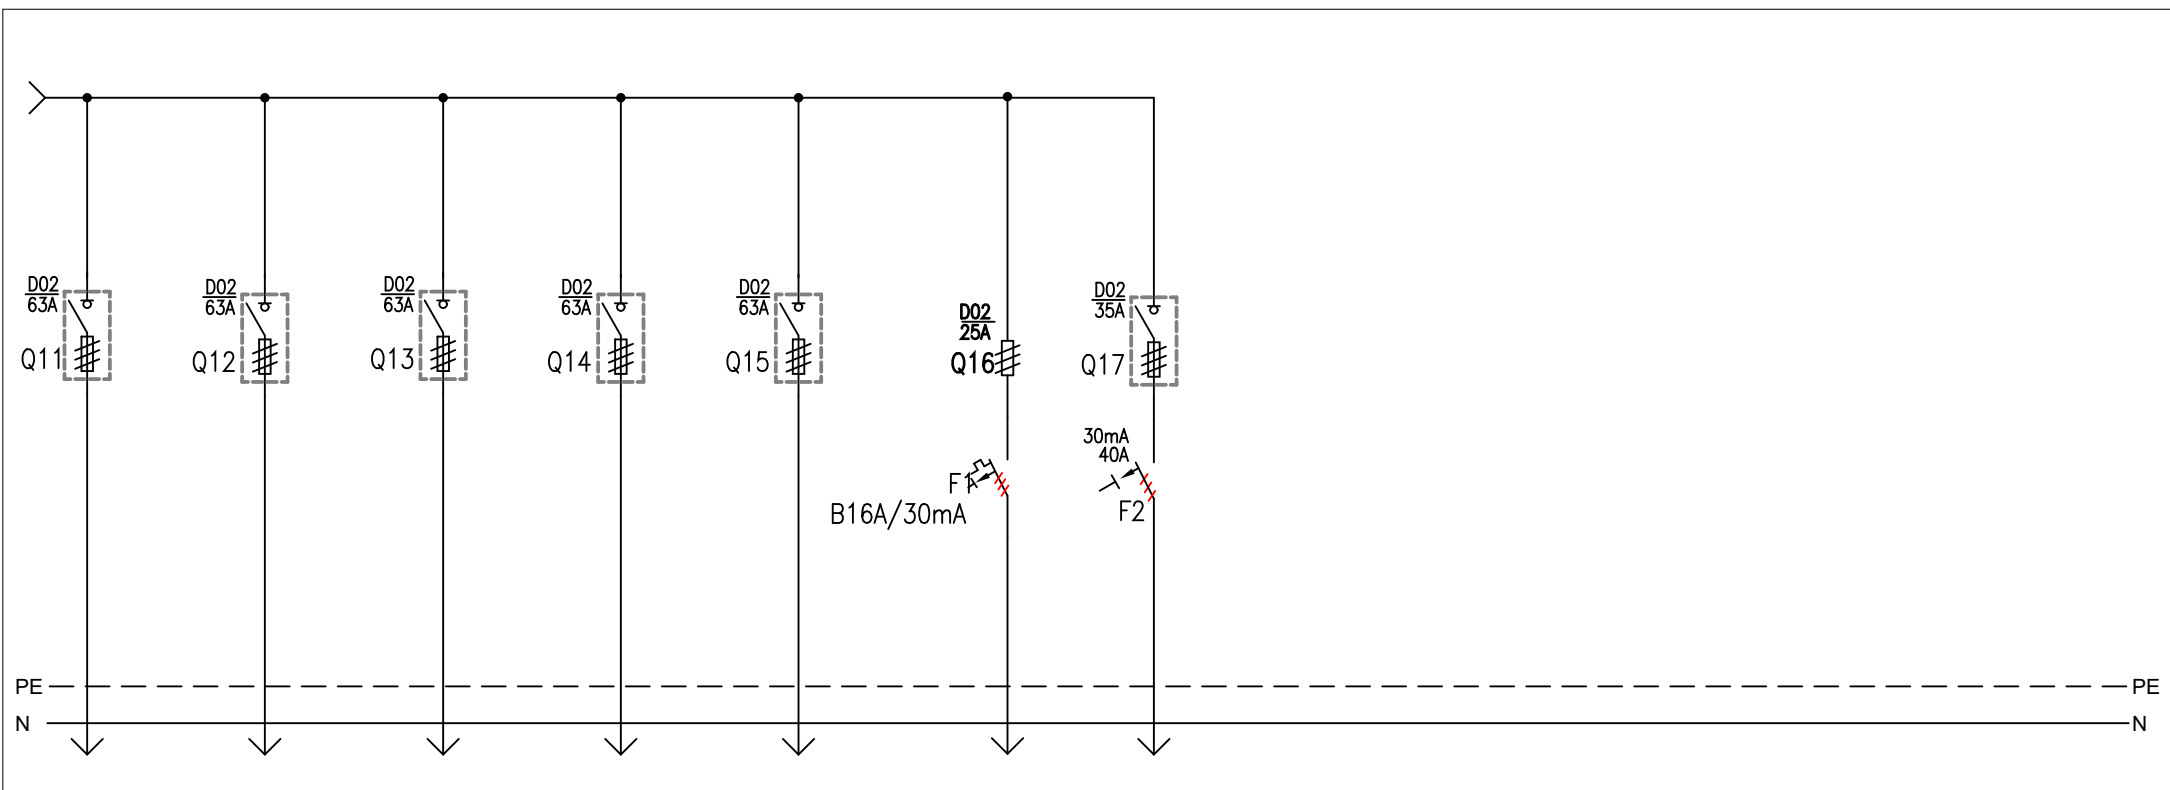 D02
63A
Q11
D02
63A
Q12
D02
63A
Q13
D02
63A
Q14
D02
63A
Q15
D02
25A
Q16
D02
35A
Q17
F1
B16A/30mA
30mA
40A
F2
PE
PE
N
N